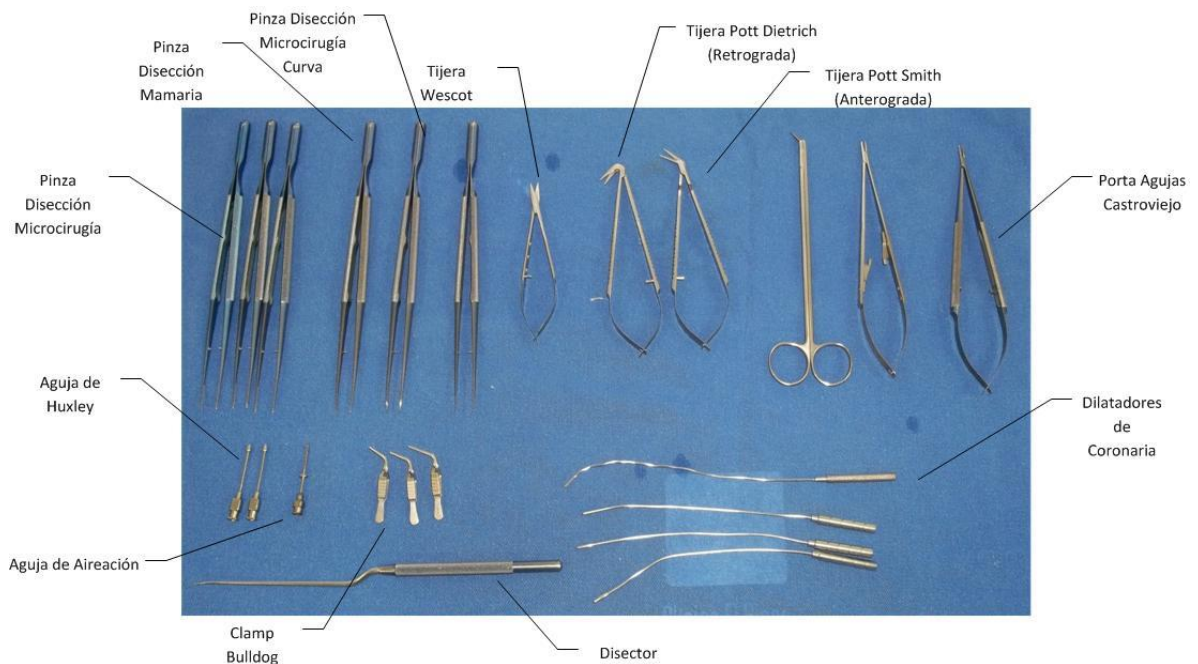 Pinza Disección
Microcirugía
Curva
Pinza
Disección
Mamaria
Tijera
Wescot
Tijera Pott Dietrich
(Retrograda)
Tijera Pott Smith
(Anterograda)
Pinza
Disección
Microcirugía
Porta Agujas
Castroviejo
Aguja de
Huxley
Dilatadores
de
Coronaria
Aguja de Aireación
Clamp
Bulldog
Disector